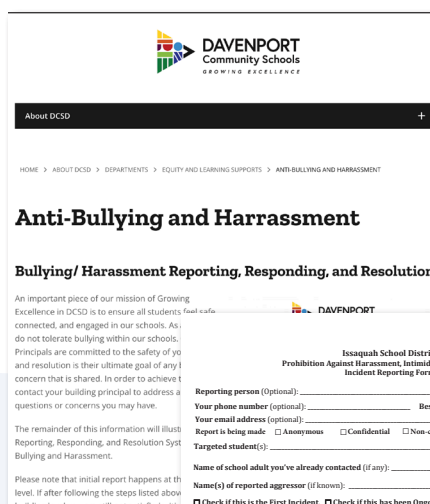 DAVENPORT
Community Schools
GROWING EXCELLENCE
About DCSD +
HOME > ABOUT DCSD > DEPARTMENTS > EQUITY AND LEARNING SUPPORTS > ANTI-BULLYING AND HARRASSMENT
Anti-Bullying and Harrassment
Bullying/ Harassment Reporting, Responding, and Resolution
An important piece of our mission of Growing
Excellence in DCSD is to ensure all students feel safe
connected, and engaged in our schools. As
do not tolerate bullying within our schools.
Principals are committed to the safety of yo
and resolution is their ultimate goal of any
concern that is shared. In order to achieve t
contact your building principal to address a
questions or concerns you may have.
The remainder of this information will illustr
Reporting, Responding, and Resolution Syst
Bullying and Harassment.
Please note that initial report happens at th
level. If after following the steps listed above
DAVENPORT
Issaquah School Distri
Prohibition Against Harassment, Intimid
Incident Reporting For
Reporting person (Optional):
Your phone number (optional): Bes
Your email address (optional):
Report is being made ☐ Anonymous ☐ Confidential ☐ Non-c
Targeted student(s):
Name of school adult you've already contacted (if any):
Name(s) of reported aggressor (if known):
☐ Check if this is the First Incident ☐ Check if this has been Ongo